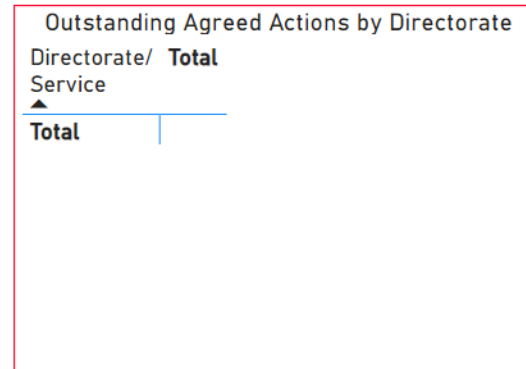 Outstanding Agreed Actions by Directorate
Directorate/ Total
Service
Total